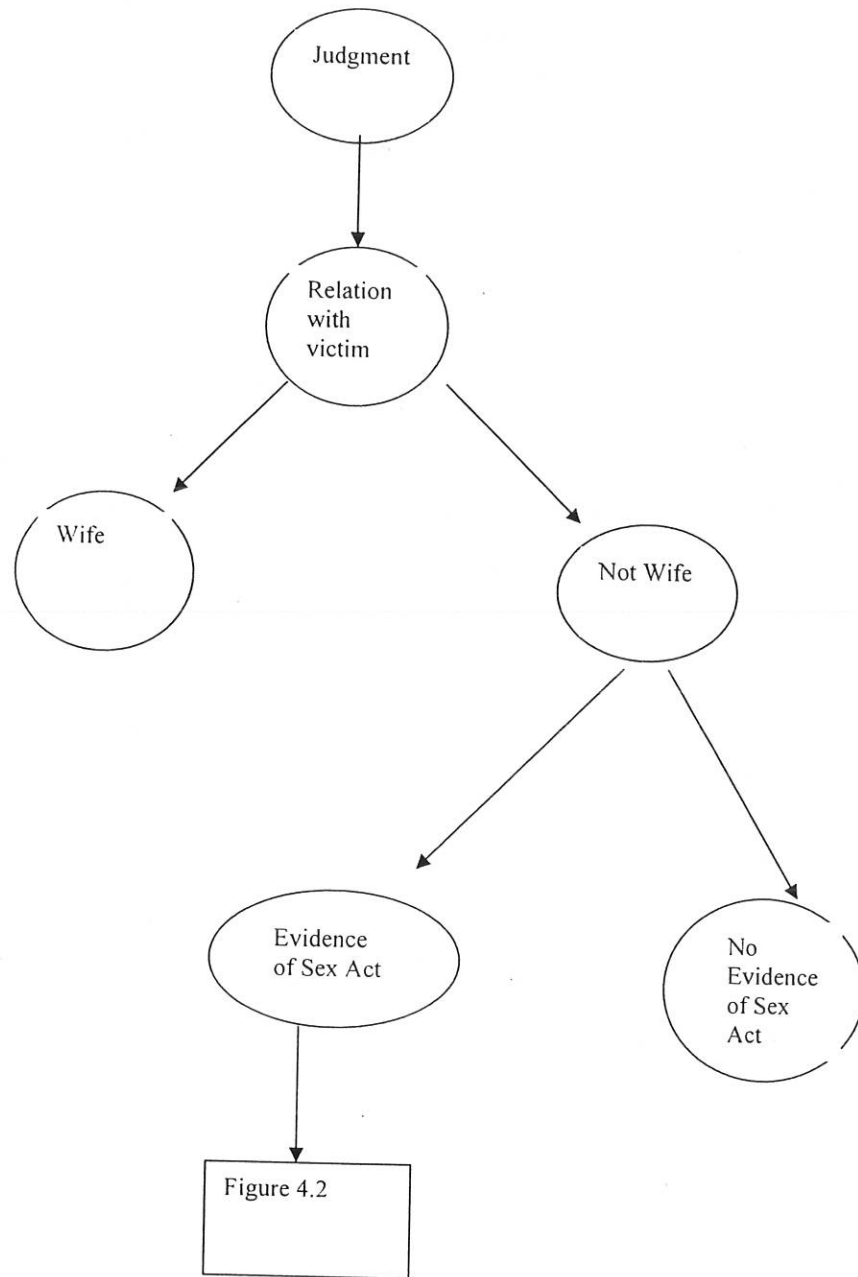 Judgment
Relation
with
victim
Wife
Not Wife
Evidence
of Sex Act
No
Evidence
of Sex
Act
Figure 4.2